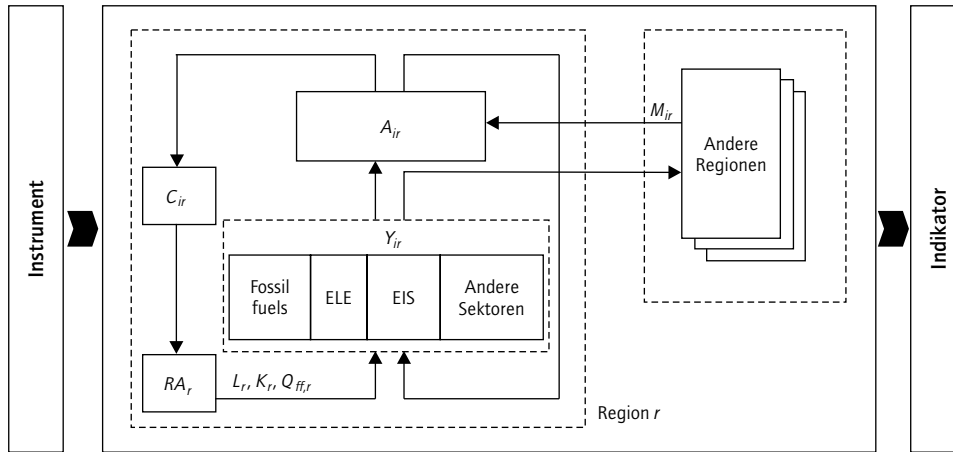 Instrument
A_ir
M_ir
Andere
Regionen
C_ir
Y_ir
Fossil
fuels
ELE
EIS
Andere
Sektoren
RA_r
L_r, K_r, Q_ff,r
Region r
Indikator